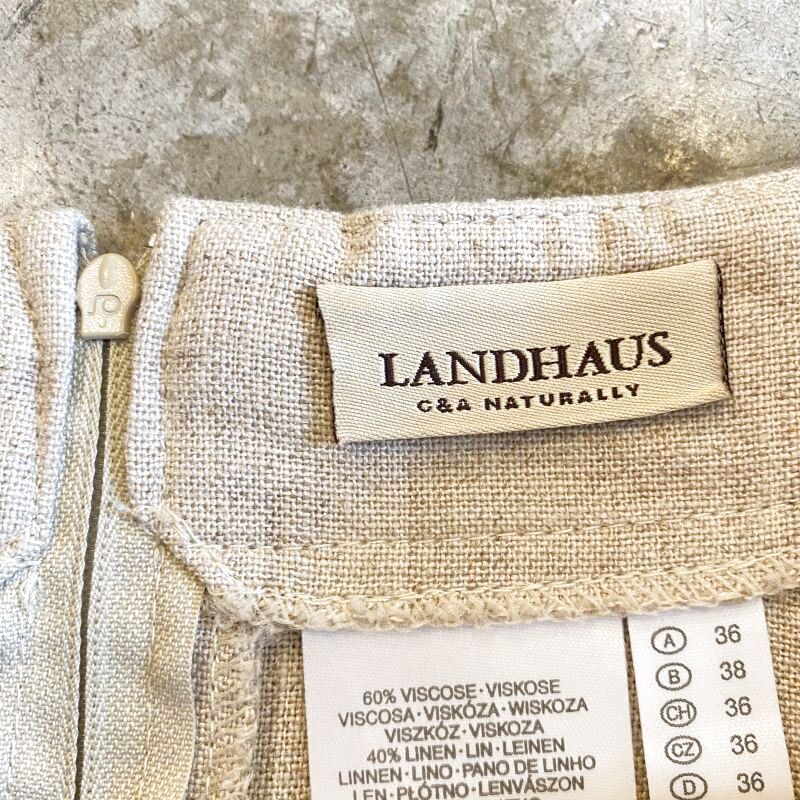 LANDHAUS
C&A NATURALLY
60% VISCOSE·VISKOSE
VISCOSA·VISKÓZA·WISKOZA
VISZKÓZ·VISKOZA
40% LINEN·LIN·LEINEN
LINNEN·LINO·PANO DE LINHO
LEN·PŁÓTNO·LENVÁSZON
A 36
B 38
CH 36
CZ 36
D 36